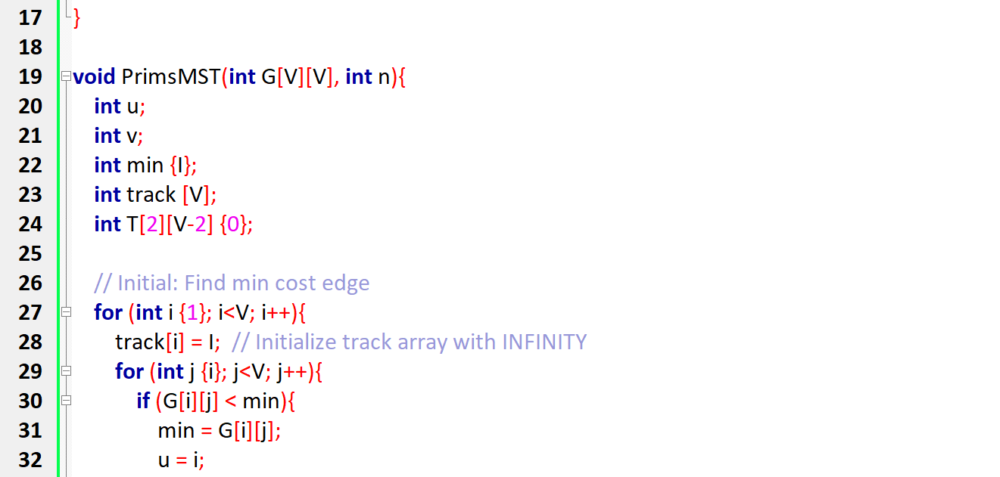 17 }
18
19 void PrimsMST(int G[V][V], int n){
20 int u;
21 int v;
22 int min {I};
23 int track [V];
24 int T[2][V-2] {0};
25
26 // Initial: Find min cost edge
27 for (int i {1}; i<V; i++){
28 track[i] = I; // Initialize track array with INFINITY
29 for (int j {i}; j<V; j++){
30 if (G[i][j] < min){
31 min = G[i][j];
32 u = i;